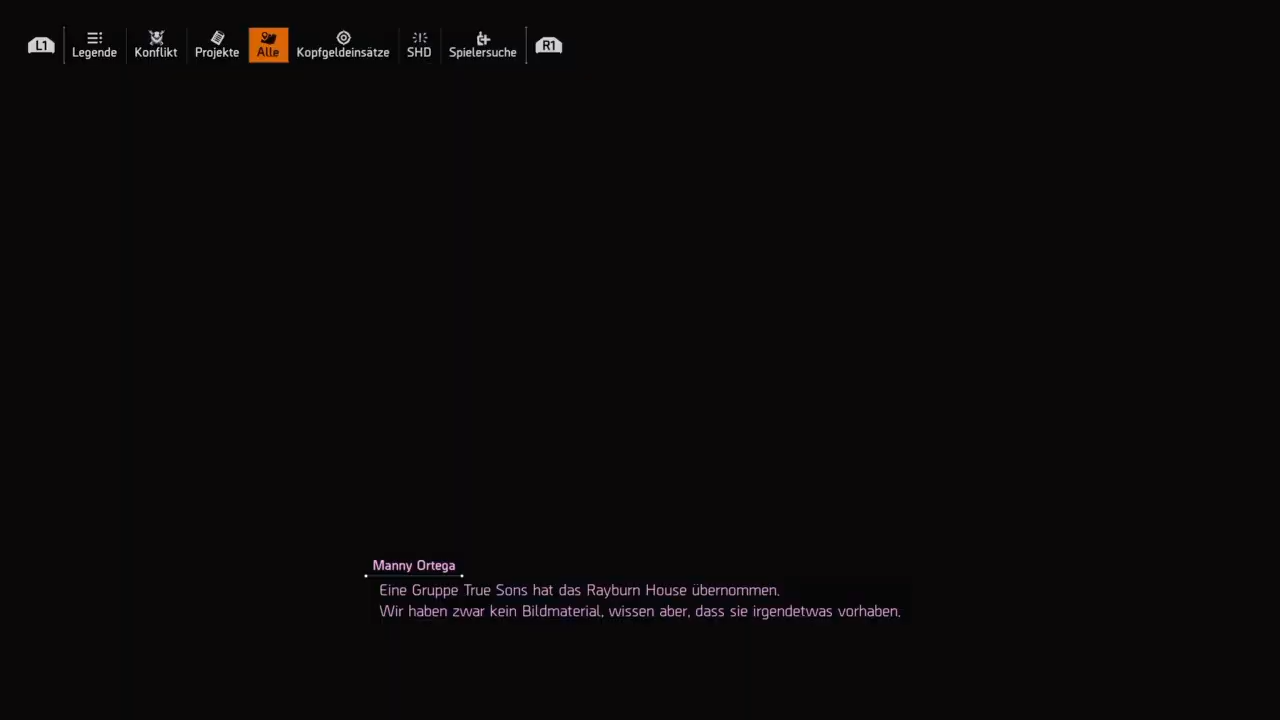 L1 Legende Konflikt Projekte Alle Kopfgeldeinsätze SHD Spielersuche R1
Manny Ortega
Eine Gruppe True Sons hat das Rayburn House übernommen.
Wir haben zwar kein Bildmaterial, wissen aber, dass sie irgendetwas vorhaben.